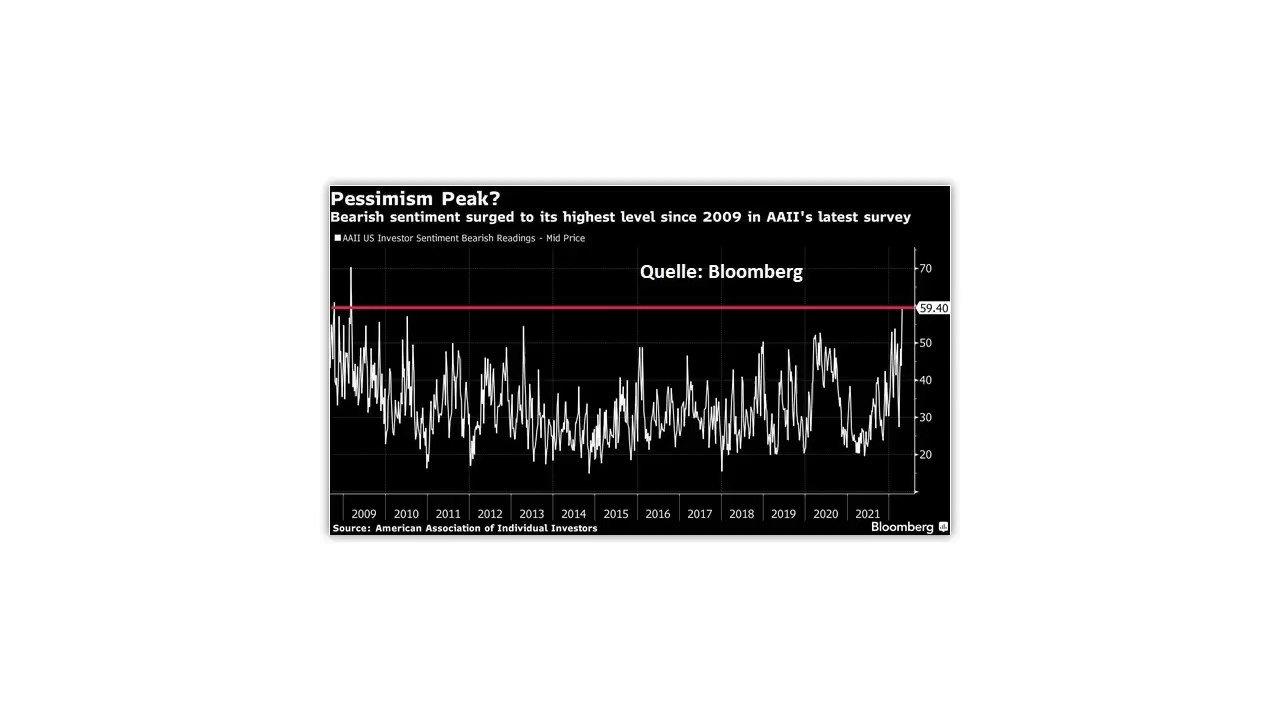 Pessimism Peak?
Bearish sentiment surged to its highest level since 2009 in AAII's latest survey
AAII US Investor Sentiment Bearish Readings - Mid Price
Quelle: Bloomberg
70
59.40
50
40
30
20
2009 2010 2011 2012 2013 2014 2015 2016 2017 2018 2019 2020 2021
Source: American Association of Individual Investors
Bloomberg